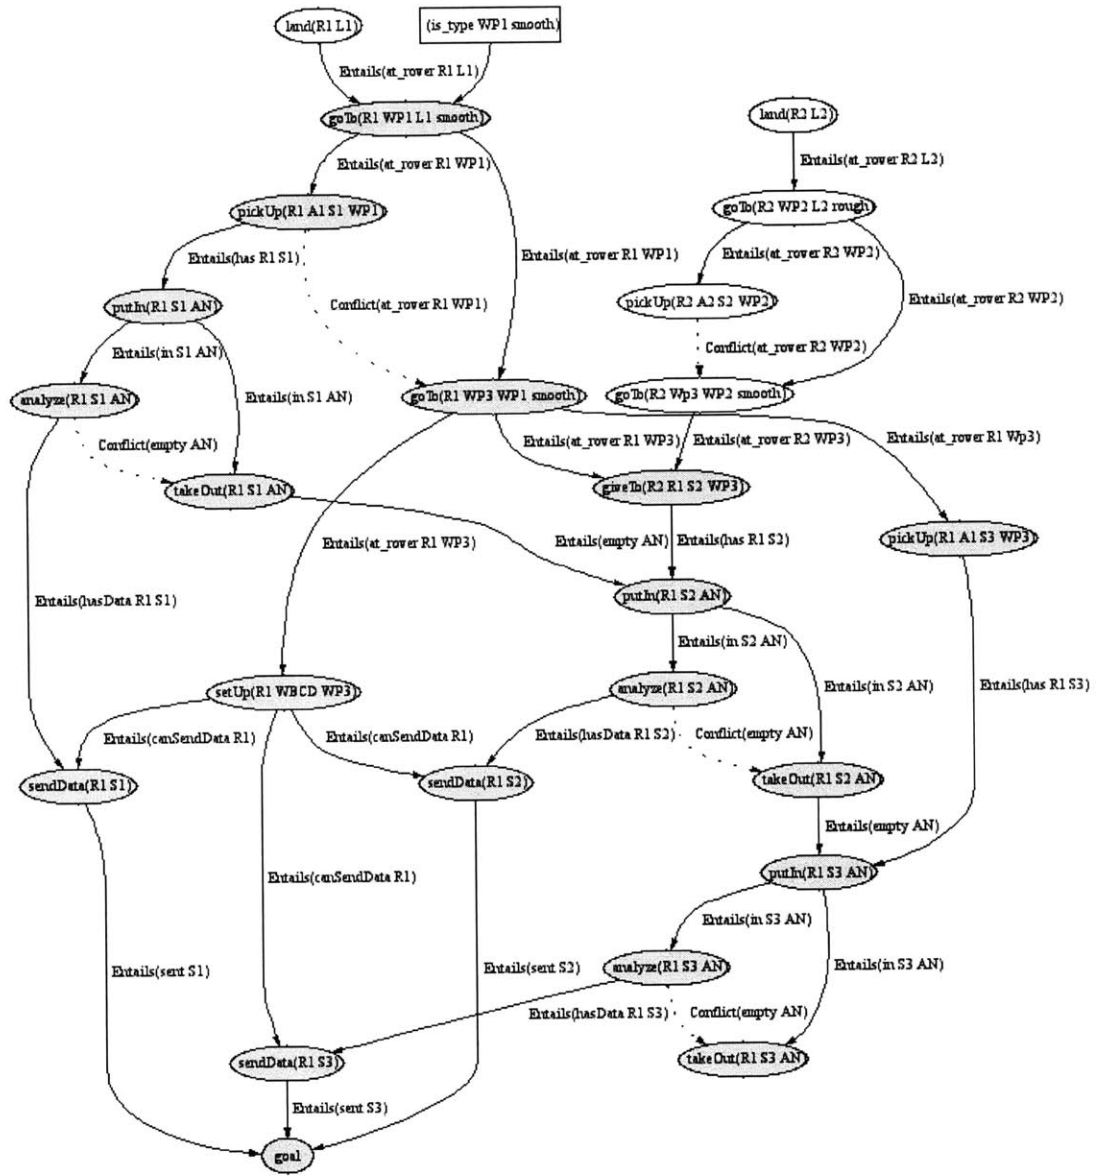 land(R1 L1)
(is_type WP1 smooth)
Entails(at_rover R1 L1)
goTo(R1 WP1 L1 smooth)
land(R2 L2)
Entails(at_rover R1 WP1)
Entails(at_rover R2 L2)
pickUp(R1 A1 S1 WP1)
goTo(R2 WP2 L2 rough)
Entails(has R1 S1)
Entails(at_rover R1 WP1)
Entails(at_rover R2 WP2)
putIn(R1 S1 AN)
Conflict(at_rover R1 WP1)
pickUp(R2 A2 S2 WP2)
Entails(at_rover R2 WP2)
Entails(in S1 AN)
Conflict(at_rover R2 WP2)
analyze(R1 S1 AN)
Entails(in S1 AN)
goTo(R1 WP3 WP1 smooth)
goTo(R2 Wp3 WP2 smooth)
Conflict(empty AN)
Entails(at_rover R1 WP3)
Entails(at_rover R2 WP3)
Entails(at_rover R1 Wp3)
takeOut(R1 S1 AN)
giveTo(R2 R1 S2 WP3)
Entails(at_rover R1 WP3)
Entails(empty AN)
Entails(has R1 S2)
pickUp(R1 A1 S3 WP3)
Entails(hasData R1 S1)
putIn(R1 S2 AN)
Entails(in S2 AN)
setUp(R1 WBCD WP3)
analyze(R1 S2 AN)
Entails(in S2 AN)
Entails(has R1 S3)
Entails(canSendData R1)
Entails(canSendData R1)
Entails(hasData R1 S2)
Conflict(empty AN)
sendData(R1 S1)
sendData(R1 S2)
takeOut(R1 S2 AN)
Entails(empty AN)
Entails(canSendData R1)
putIn(R1 S3 AN)
Entails(in S3 AN)
Entails(sent S1)
Entails(sent S2)
analyze(R1 S3 AN)
Entails(in S3 AN)
Entails(hasData R1 S3)
Conflict(empty AN)
sendData(R1 S3)
takeOut(R1 S3 AN)
Entails(sent S3)
goal